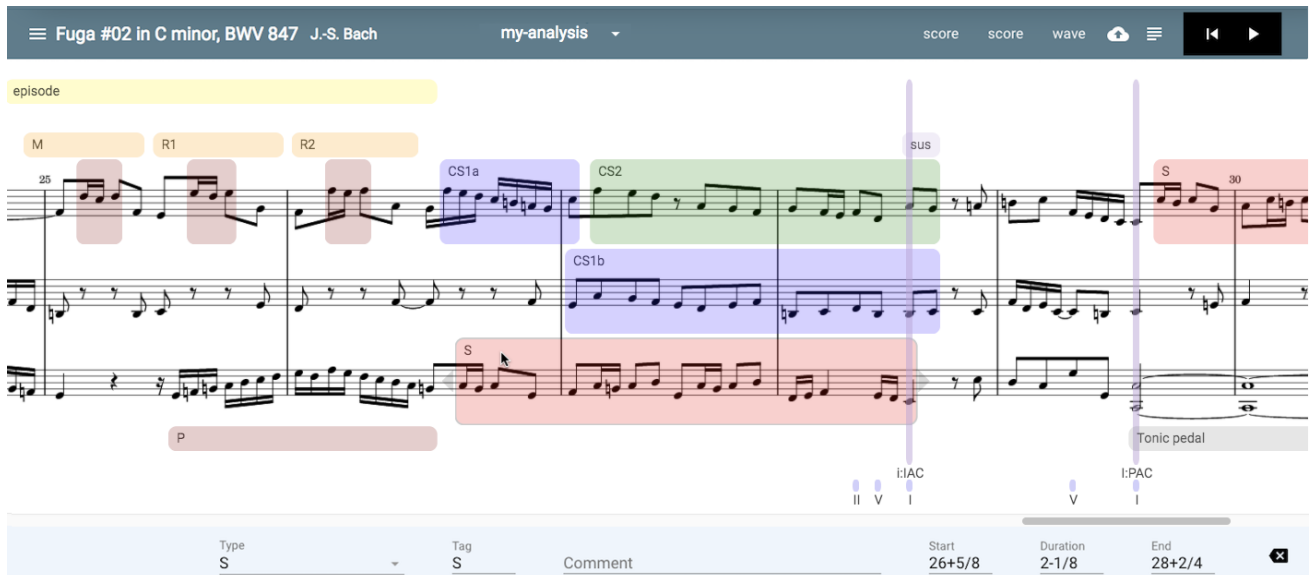 Fuga #02 in C minor, BWV 847 J.-S. Bach my-analysis score score wave
episode
M R1 R2 sus
CS1a CS2 S
25 30
CS1b
S
P Tonic pedal
i:IAC I:PAC
II V I V I
Type Tag Start Duration End
S S Comment 26+5/8 2-1/8 28+2/4